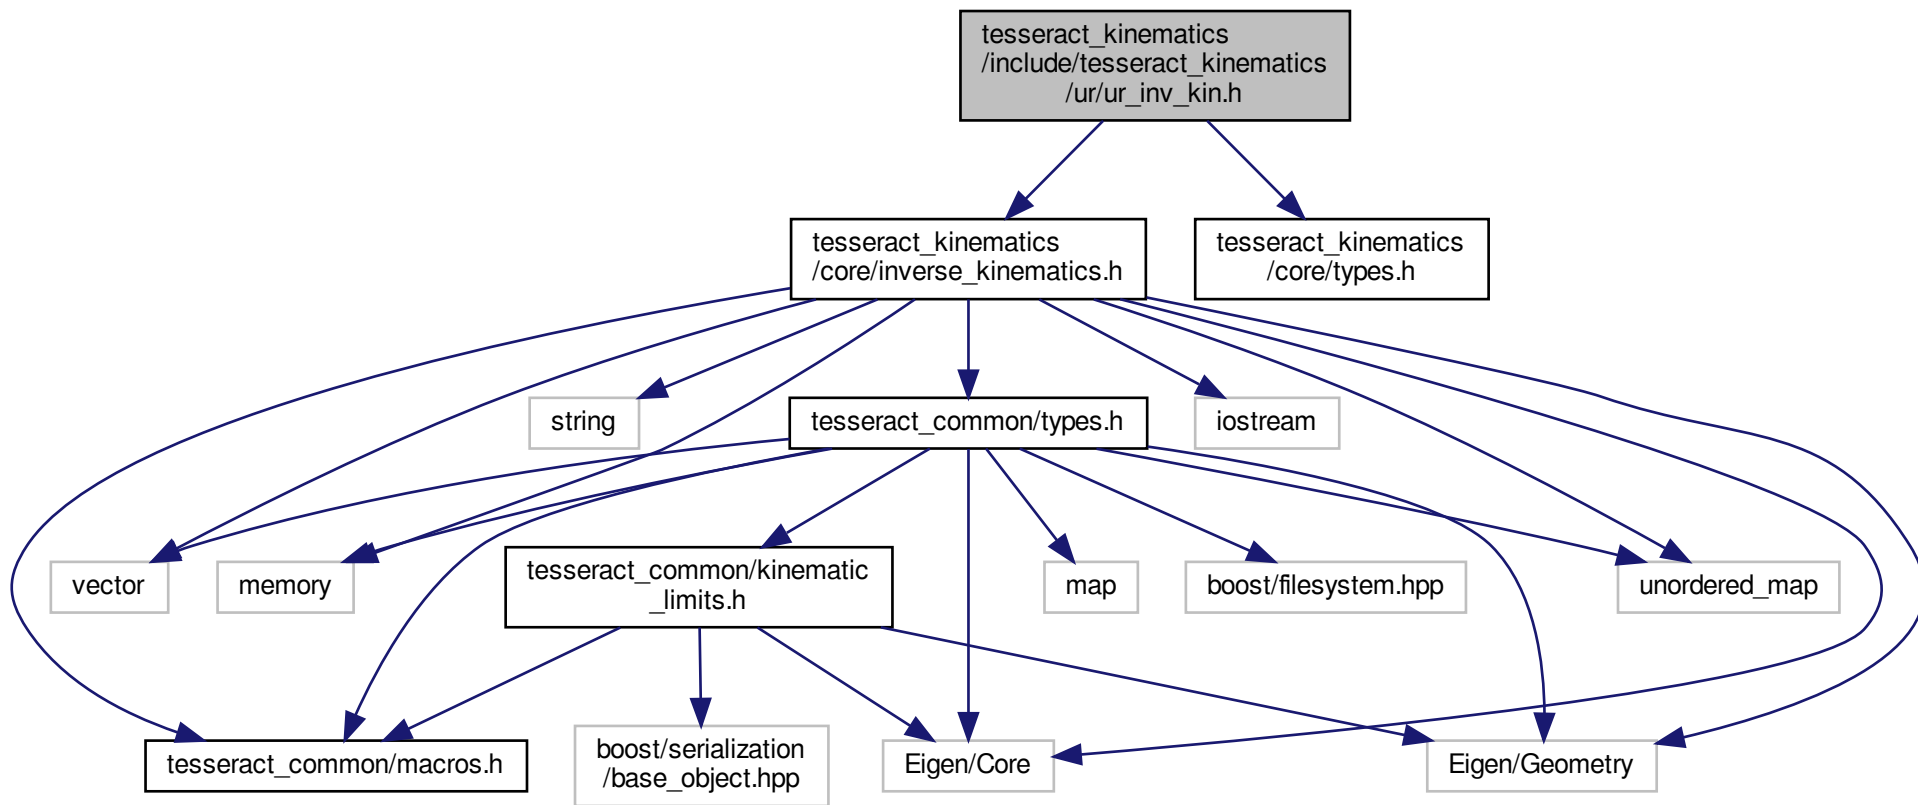 tesseract_kinematics
/include/tesseract_kinematics
/ur/ur_inv_kin.h
tesseract_kinematics
/core/inverse_kinematics.h
tesseract_kinematics
/core/types.h
string
tesseract_common/types.h
iostream
vector
memory
tesseract_common/kinematic
_limits.h
map
boost/filesystem.hpp
unordered_map
tesseract_common/macros.h
boost/serialization
/base_object.hpp
Eigen/Core
Eigen/Geometry